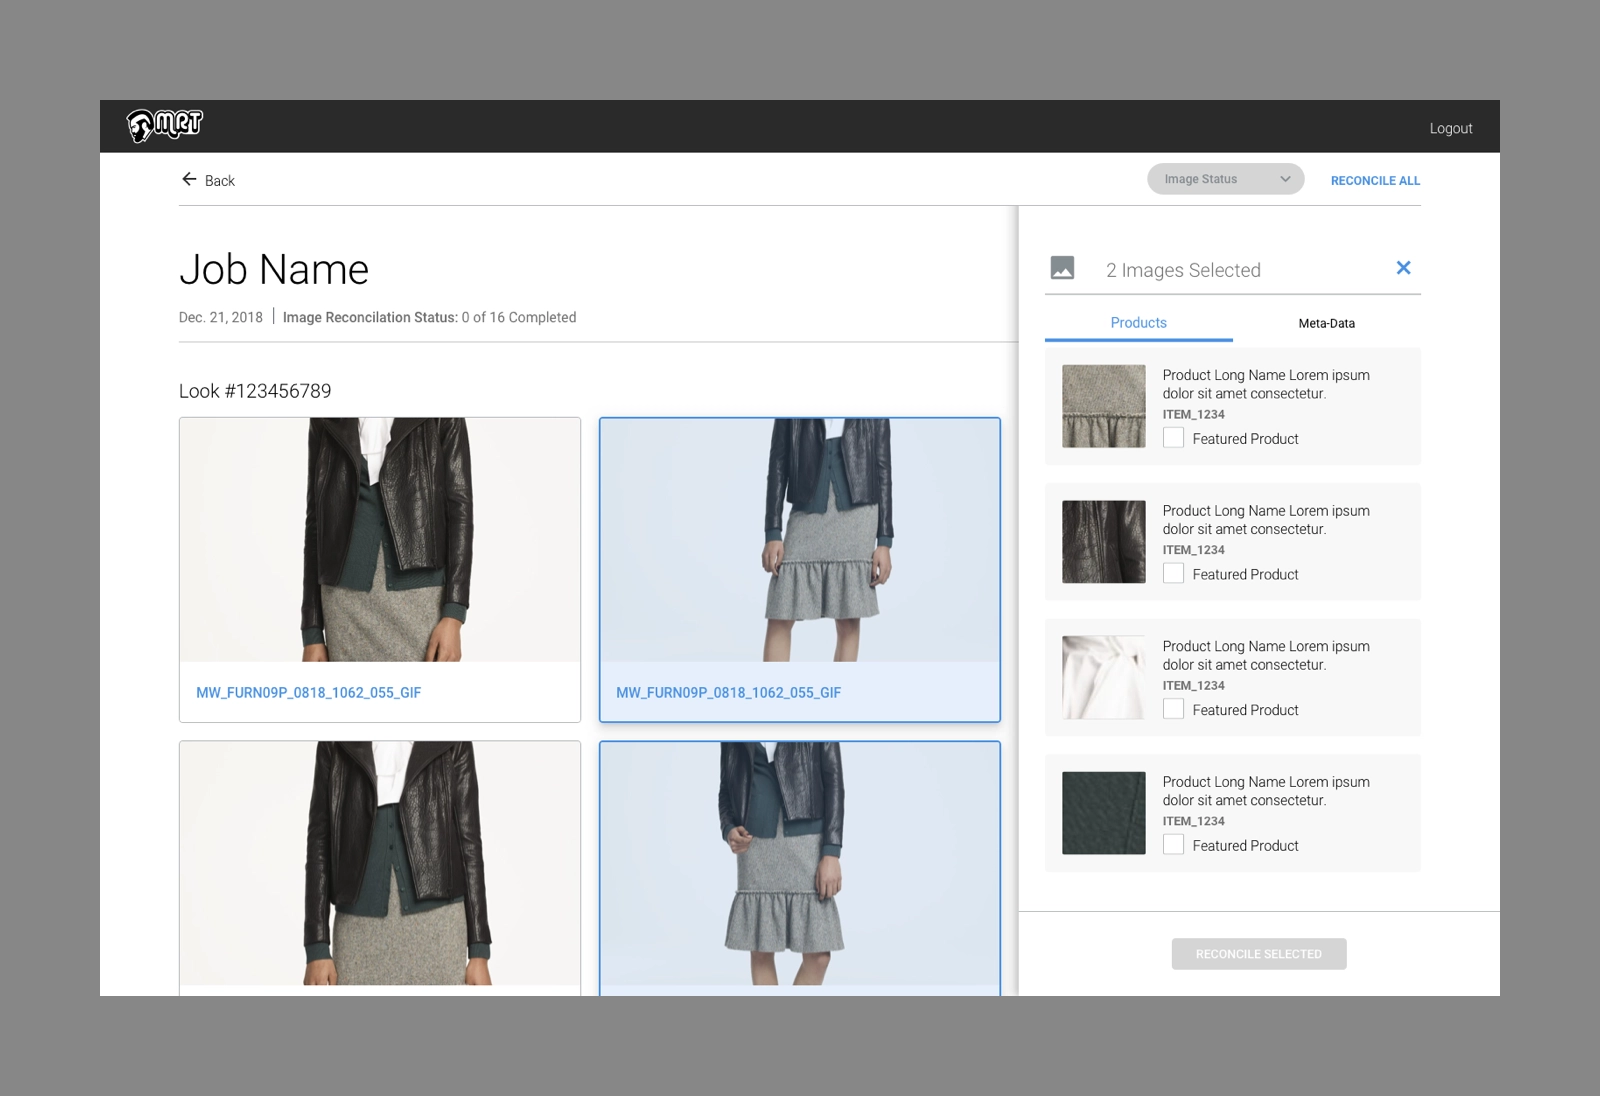 MRT
Logout
Back
Image Status
RECONCILE ALL
Job Name
Dec. 21, 2018 | Image Reconcilation Status: 0 of 16 Completed
Look #123456789
MW_FURN09P_0818_1062_055_GIF
MW_FURN09P_0818_1062_055_GIF
2 Images Selected
Products
Meta-Data
Product Long Name Lorem ipsum
dolor sit amet consectetur.
ITEM_1234
Featured Product
Product Long Name Lorem ipsum
dolor sit amet consectetur.
ITEM_1234
Featured Product
Product Long Name Lorem ipsum
dolor sit amet consectetur.
ITEM_1234
Featured Product
Product Long Name Lorem ipsum
dolor sit amet consectetur.
ITEM_1234
Featured Product
RECONCILE SELECTED